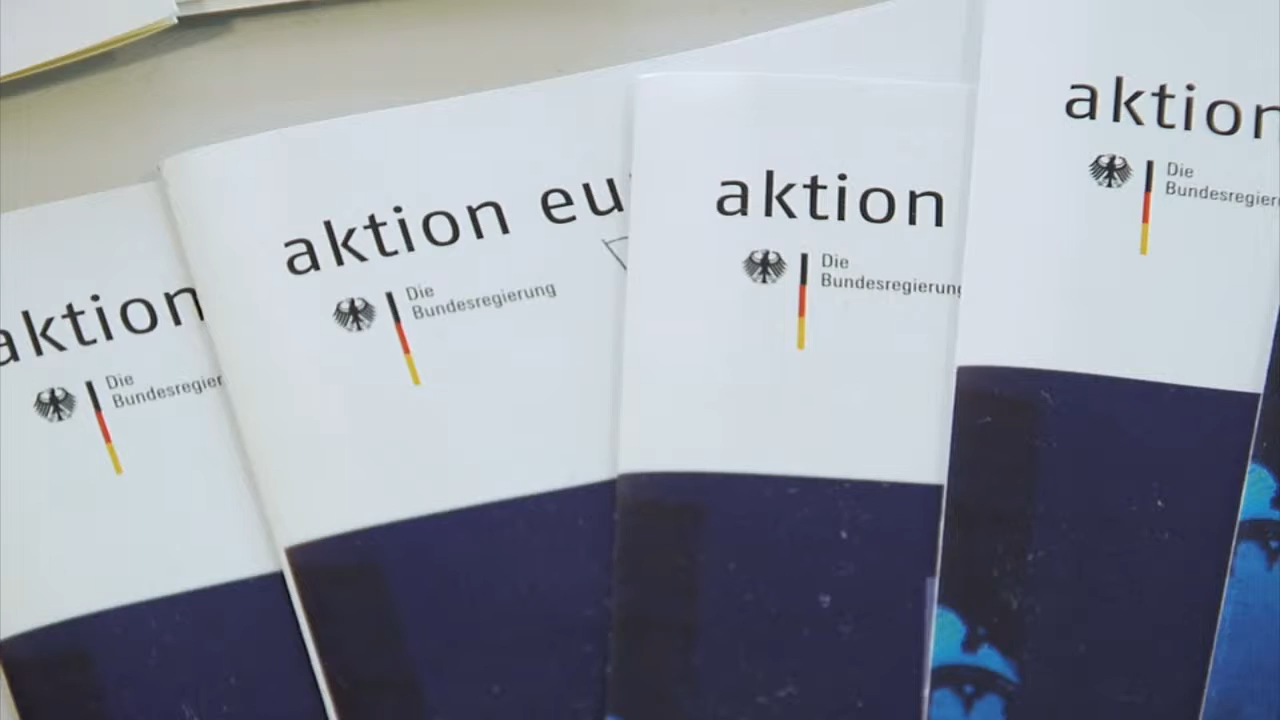 aktion
Die
Bundesregier
aktion eu
Die
Bundesregierung
aktion
Die
Bundesregierung
aktion
Die
Bundesregier